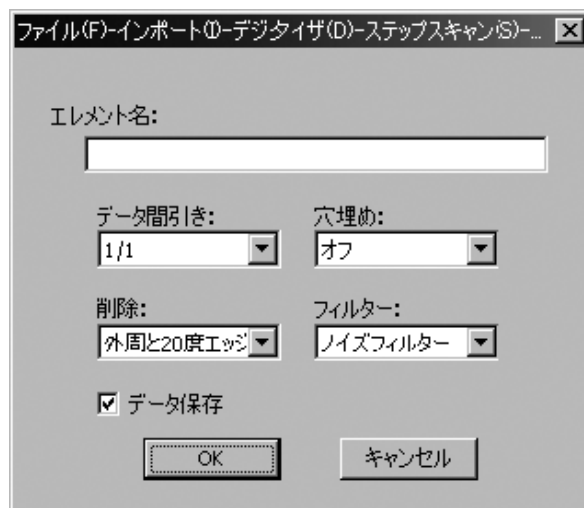 ファイル(F)-インポート(I)-デジタイザ(D)-ステップスキャン(S)-...
エレメント名:
データ間引き: 穴埋め:
1/1 オフ
削除: フィルター:
外周と20度エッジ ノイズフィルター
データ保存
OK キャンセル